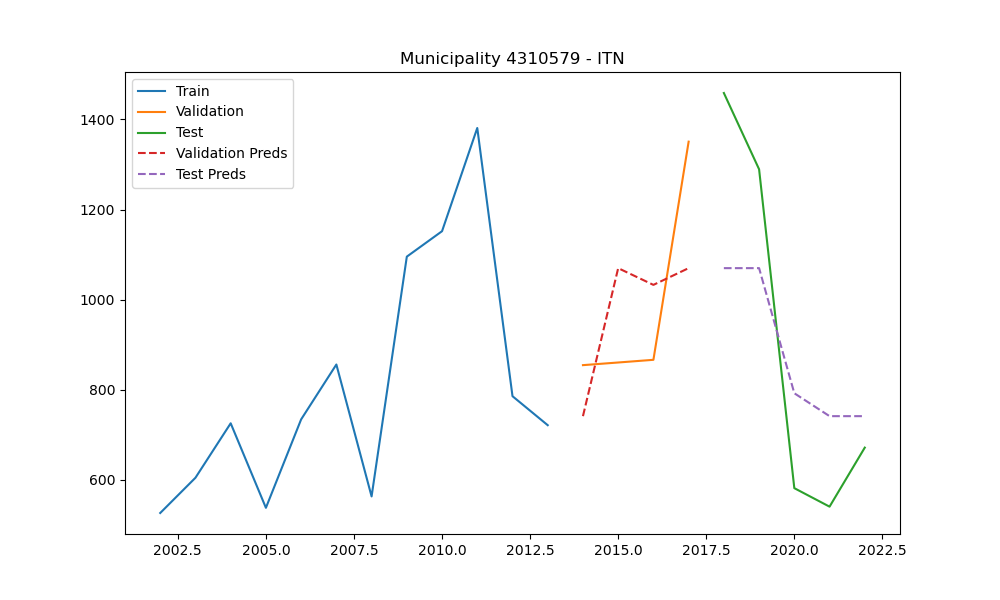 Municipality 4310579 - ITN
Train
Validation
Test
Validation Preds
Test Preds
1400
1200
1000
800
600
2002.5 2005.0 2007.5 2010.0 2012.5 2015.0 2017.5 2020.0 2022.5